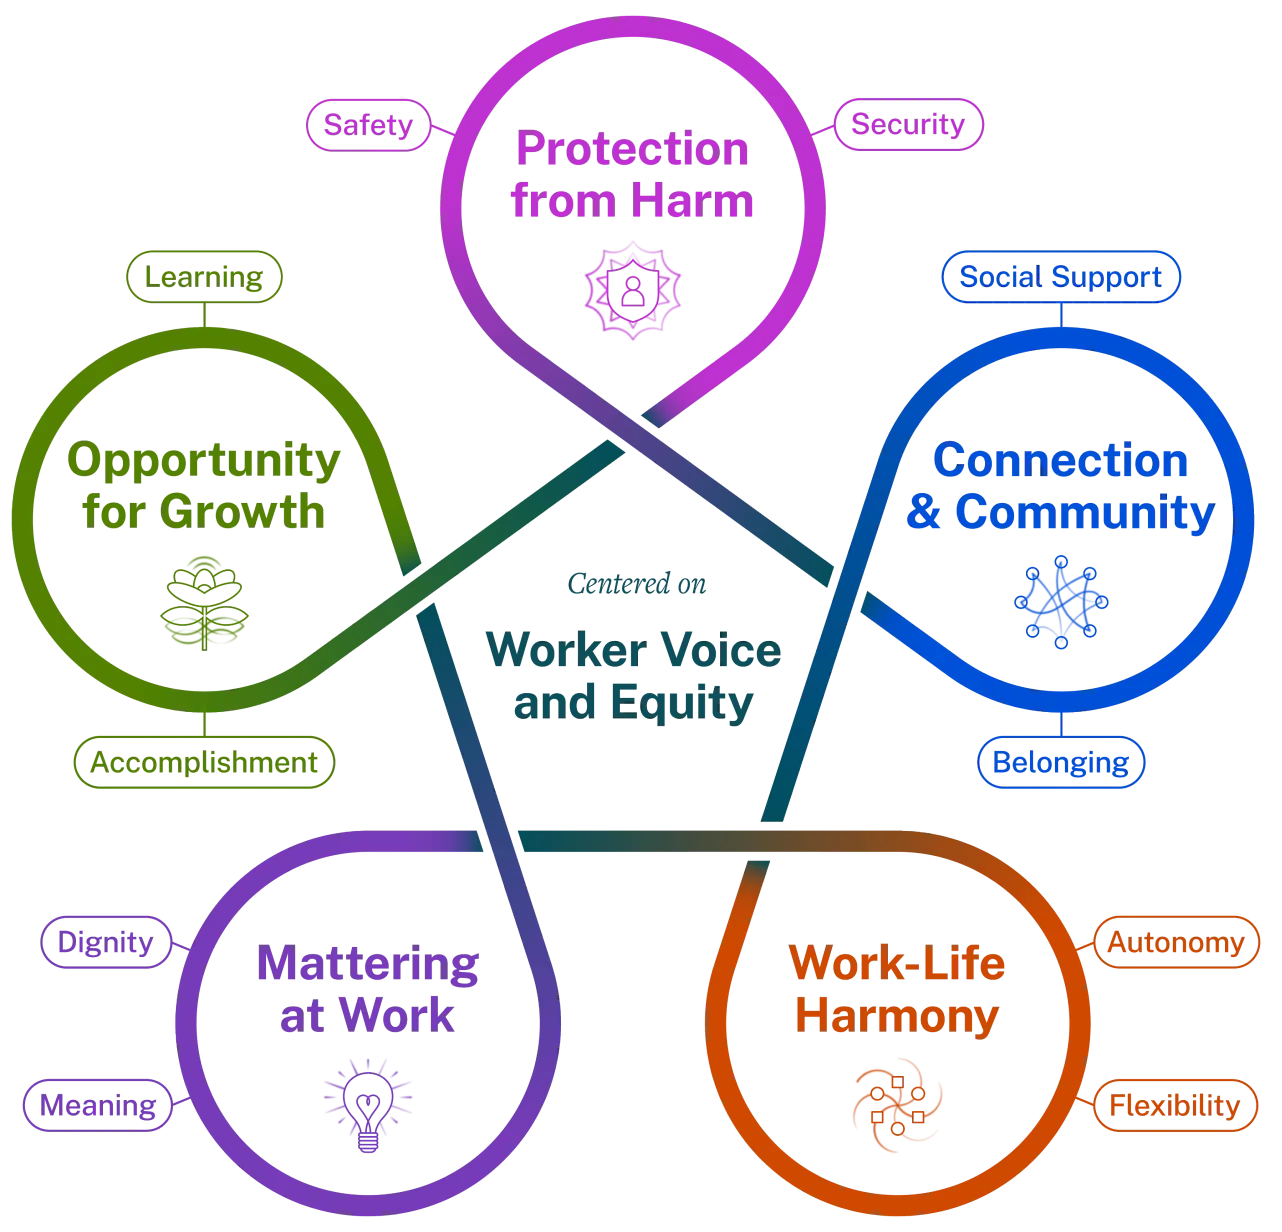 Safety
Security
Protection
from Harm
Learning
Social Support
Opportunity
for Growth
Connection
& Community
Centered on
Worker Voice
and Equity
Accomplishment
Belonging
Dignity
Mattering
at Work
Meaning
Work-Life
Harmony
Autonomy
Flexibility